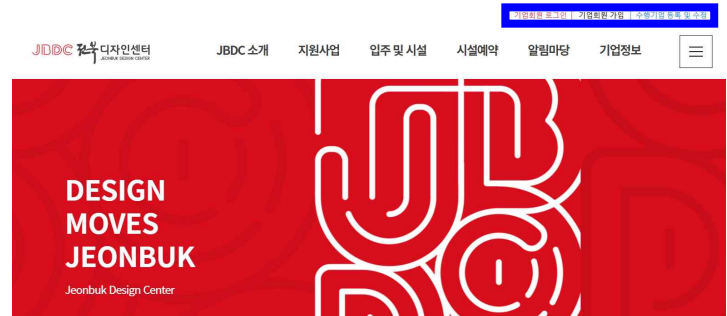 기업회원 로그인 | 기업회원 가입 | 수행기업 등록 및 수정
JBDC 전북 디자인센터
JEONBUK DESIGN CENTER
JBDC 소개 지원사업 입주 및 시설 시설예약 알림마당 기업정보
DESIGN
MOVES
JEONBUK
Jeonbuk Design Center